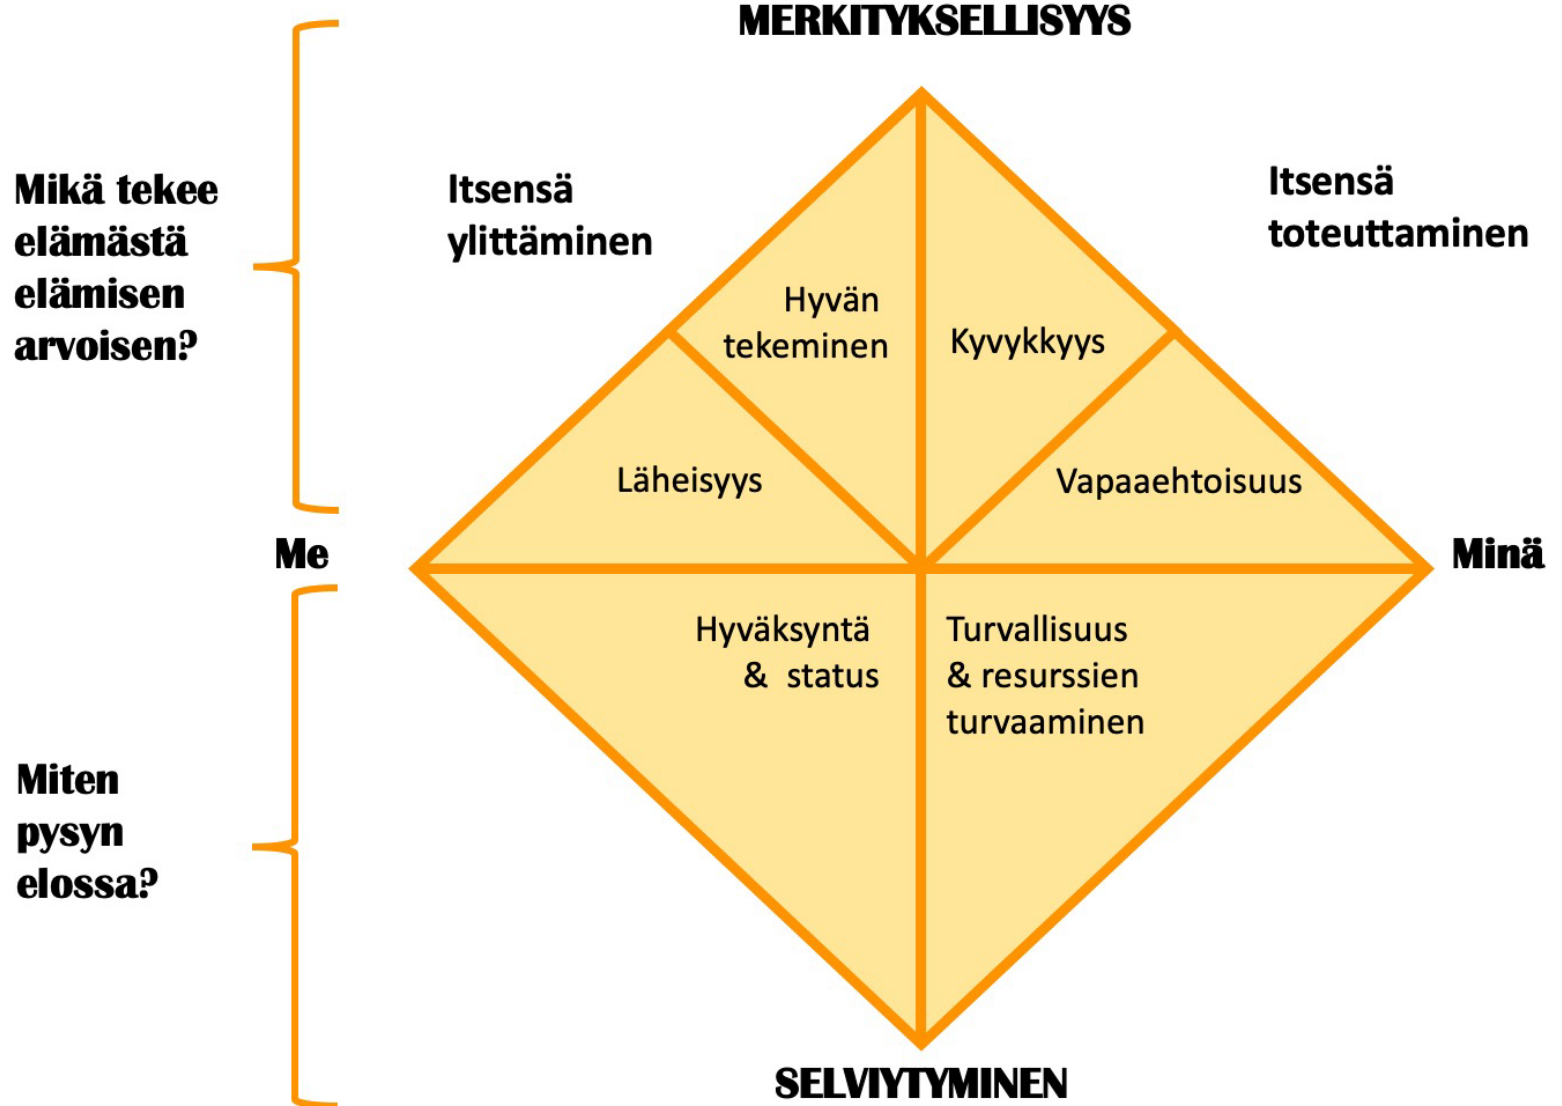 MERKITYKSELLISYYS
Mikä tekee
elämästä
elämisen
arvoisen?
Itsensä
ylittäminen
Itsensä
toteuttaminen
Hyvän
tekeminen
Kyvykkyys
Läheisyys
Vapaaehtoisuus
Me
Minä
Hyväksyntä
& status
Turvallisuus
& resurssien
turvaaminen
Miten
pysyn
elossa?
SELVIYTYMINEN